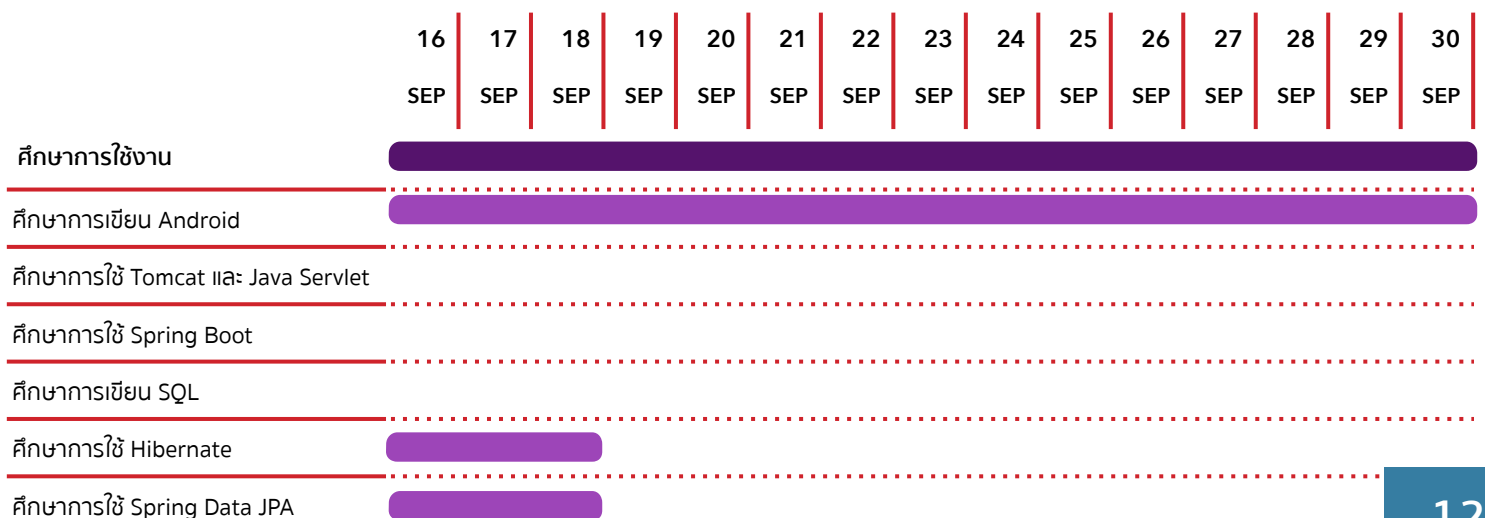 16 17 18 19 20 21 22 23 24 25 26 27 28 29 30
SEP SEP SEP SEP SEP SEP SEP SEP SEP SEP SEP SEP SEP SEP SEP
ศึกษาการใช้งาน
ศึกษาการเขียน Android
ศึกษาการใช้ Tomcat และ Java Servlet
ศึกษาการใช้ Spring Boot
ศึกษาการเขียน SQL
ศึกษาการใช้ Hibernate
ศึกษาการใช้ Spring Data JPA
12